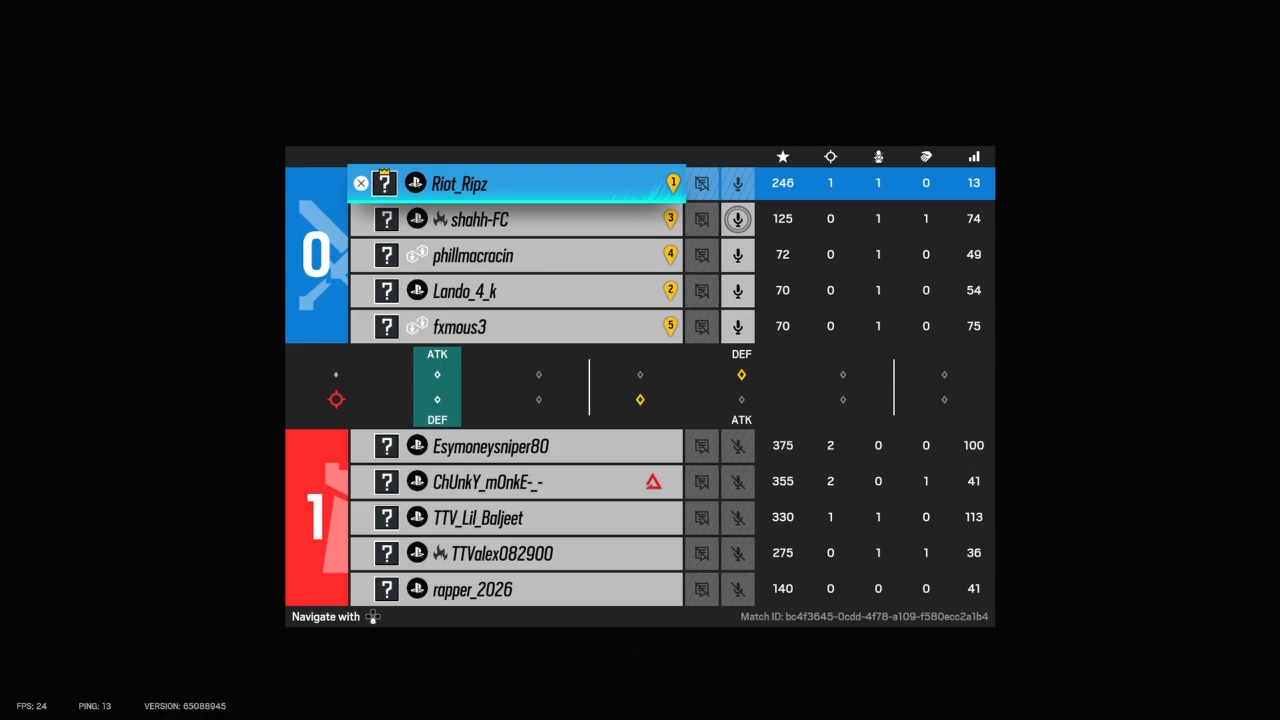 0
? Riot_Ripz 1 246 1 1 0 13
? shahh-FC 3 125 0 1 1 74
? phillmacracin 4 72 0 1 0 49
? Lando_4_k 2 70 0 1 0 54
? fxmous3 5 70 0 1 0 75
ATK DEF
DEF ATK
1
? Esymoneysniper80 375 2 0 0 100
? ChUnkY_mOnkE-_- 355 2 0 1 41
? TTV_Lil_Baljeet 330 1 1 0 113
? TTValex082900 275 0 1 1 36
? rapper_2026 140 0 0 0 41
Navigate with
Match ID: bc4f3645-0cdd-4f78-a109-f580ecc2a1b4
FPS: 24 PING: 13 VERSION: 65088945